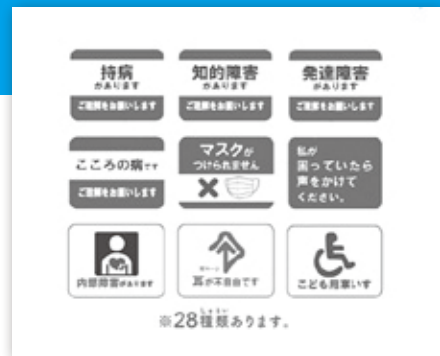 持病
があります
ご理解をお願いします
知的障害
があります
ご理解をお願いします
発達障害
があります
ご理解をお願いします
こころの病です
ご理解をお願いします
マスクが
つけられません
私が
困っていたら
声をかけて
ください。
内部障害があります
耳が不自由です
こども用車いす
しゅるい
※28種類あります。